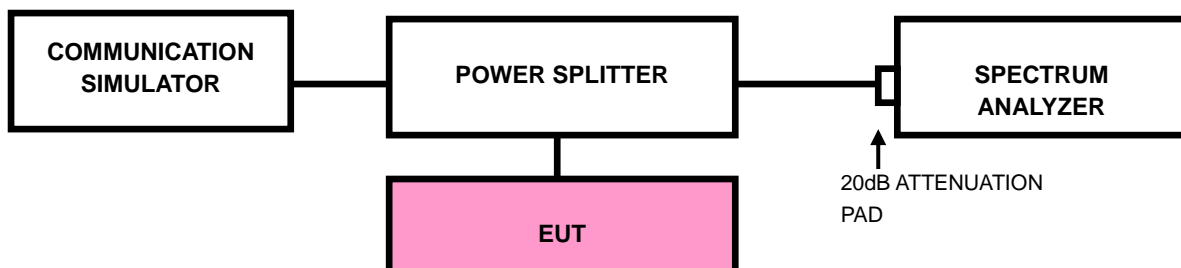 COMMUNICATION
SIMULATOR
POWER SPLITTER
SPECTRUM
ANALYZER
20dB ATTENUATION
PAD
EUT